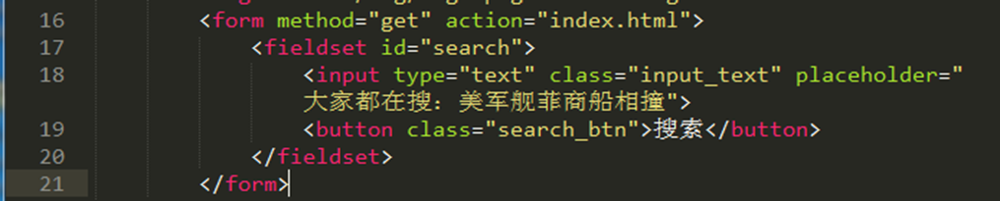 16 <form method="get" action="index.html">
17 <fieldset id="search">
18 <input type="text" class="input_text" placeholder="
大家都在搜：美军舰菲商船相撞">
19 <button class="search_btn">搜索</button>
20 </fieldset>
21 </form>